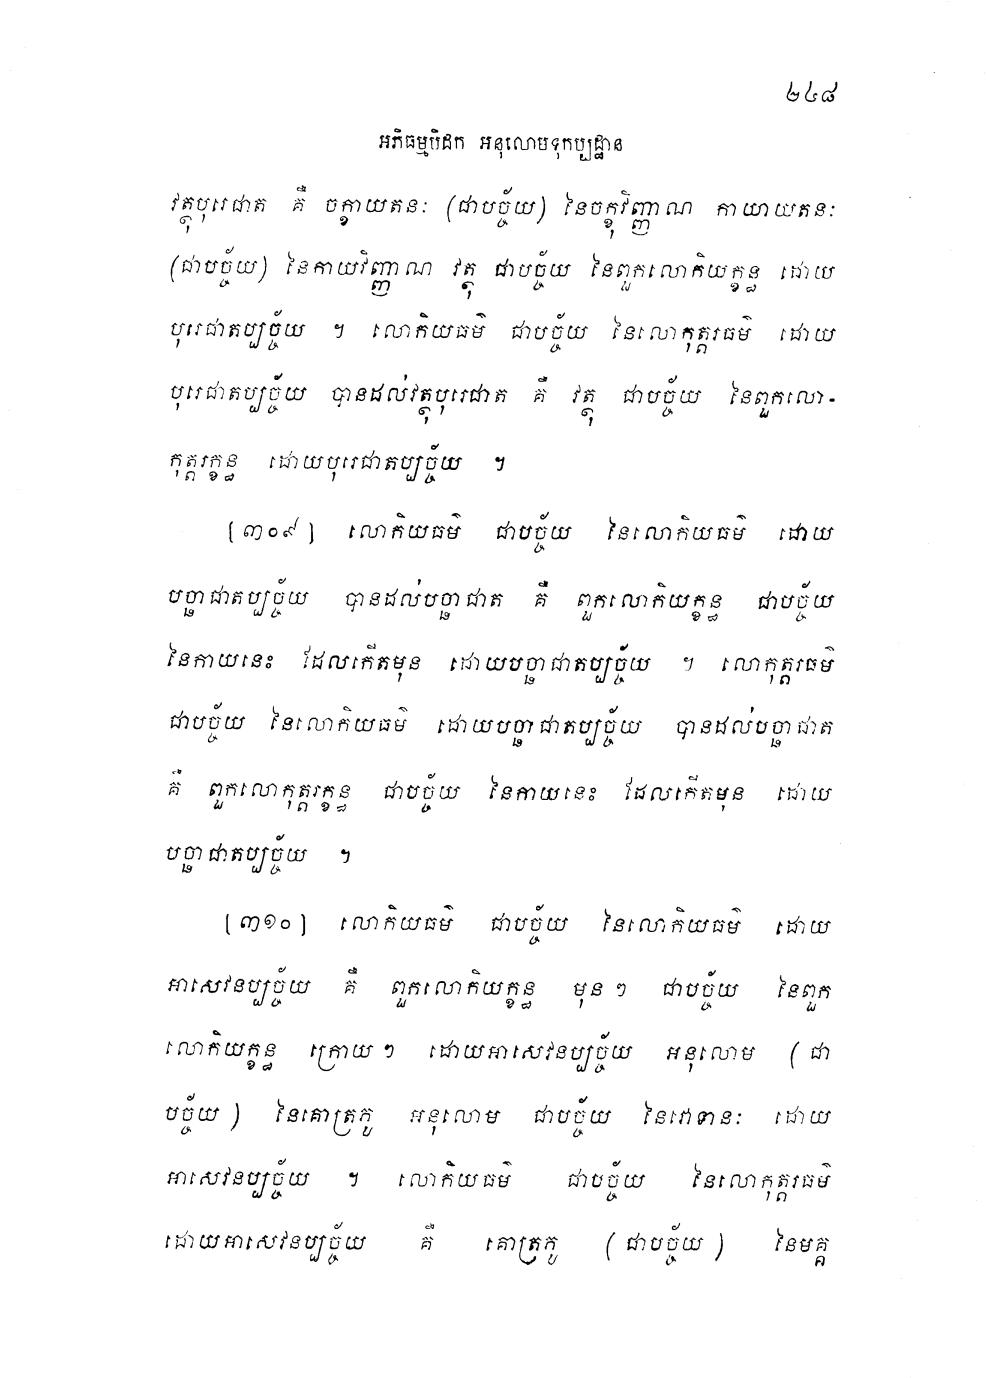 ២៤៨
អភិធម្មបិដក អនុលោមទុកប្បដ្ឋាន
វត្ថុបុរេជាត គឺ ចក្ខាយតនៈ (ជាបច្ច័យ) នៃចក្ខុវិញ្ញាណ កាយាយតនៈ
(ជាបច្ច័យ) នៃកាយវិញ្ញាណ វត្ថុ ជាបច្ច័យ នៃពួកលោកិយក្ខន្ធ ដោយ
បុរេជាតប្បច្ច័យ ។ លោកិយធម៌ ជាបច្ច័យ នៃលោកុត្តរធម៌ ដោយ
បុរេជាតប្បច្ច័យ បានដល់វត្ថុបុរេជាត គឺ វត្ថុ ជាបច្ច័យ នៃពួកលោ-
កុត្តរក្ខន្ធ ដោយបុរេជាតប្បច្ច័យ ។
[៣០៩] លោកិយធម៌ ជាបច្ច័យ នៃលោកិយធម៌ ដោយ
បច្ឆាជាតប្បច្ច័យ បានដល់បច្ឆាជាត គឺ ពួកលោកិយក្ខន្ធ ជាបច្ច័យ
នៃកាយនេះ ដែលកើតមុន ដោយបច្ឆាជាតប្បច្ច័យ ។ លោកុត្តរធម៌
ជាបច្ច័យ នៃលោកិយធម៌ ដោយបច្ឆាជាតប្បច្ច័យ បានដល់បច្ឆាជាត
គឺ ពួកលោកុត្តរក្ខន្ធ ជាបច្ច័យ នៃកាយនេះ ដែលកើតមុន ដោយ
បច្ឆាជាតប្បច្ច័យ ។
[៣១០] លោកិយធម៌ ជាបច្ច័យ នៃលោកិយធម៌ ដោយ
អាសេវនប្បច្ច័យ គឺ ពួកលោកិយក្ខន្ធ មុនៗ ជាបច្ច័យ នៃពួក
លោកិយក្ខន្ធ ក្រោយៗ ដោយអាសេវនប្បច្ច័យ អនុលោម (ជា
បច្ច័យ) នៃគោត្រភូ អនុលោម ជាបច្ច័យ នៃវោទានៈ ដោយ
អាសេវនប្បច្ច័យ ។ លោកិយធម៌ ជាបច្ច័យ នៃលោកុត្តរធម៌
ដោយអាសេវនប្បច្ច័យ គឺ គោត្រភូ (ជាបច្ច័យ) នៃមគ្គ